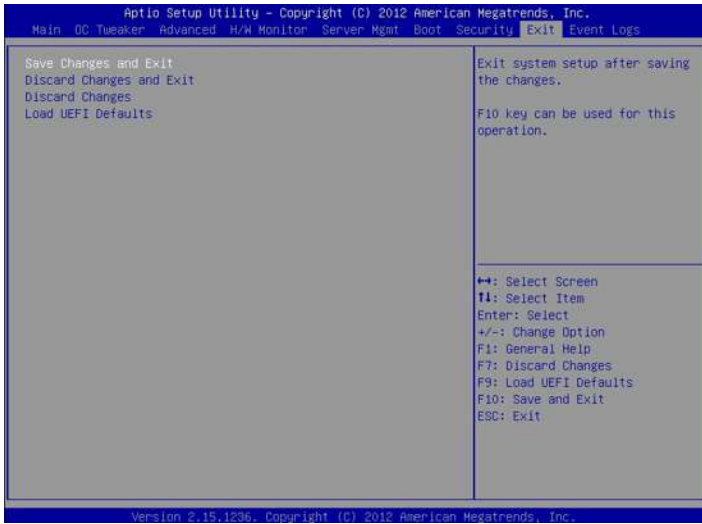 Aptio Setup Utility - Copyright (C) 2012 American Megatrends, Inc.
Main OC Tweaker Advanced H/W Monitor Server Mgmt Boot Security Exit Event Logs
Save Changes and Exit
Discard Changes and Exit
Discard Changes
Load UEFI Defaults
Exit system setup after saving
the changes.
F10 key can be used for this
operation.
↔: Select Screen
↑↓: Select Item
Enter: Select
+/-: Change Option
F1: General Help
F7: Discard Changes
F9: Load UEFI Defaults
F10: Save and Exit
ESC: Exit
Version 2.15.1236. Copyright (C) 2012 American Megatrends, Inc.